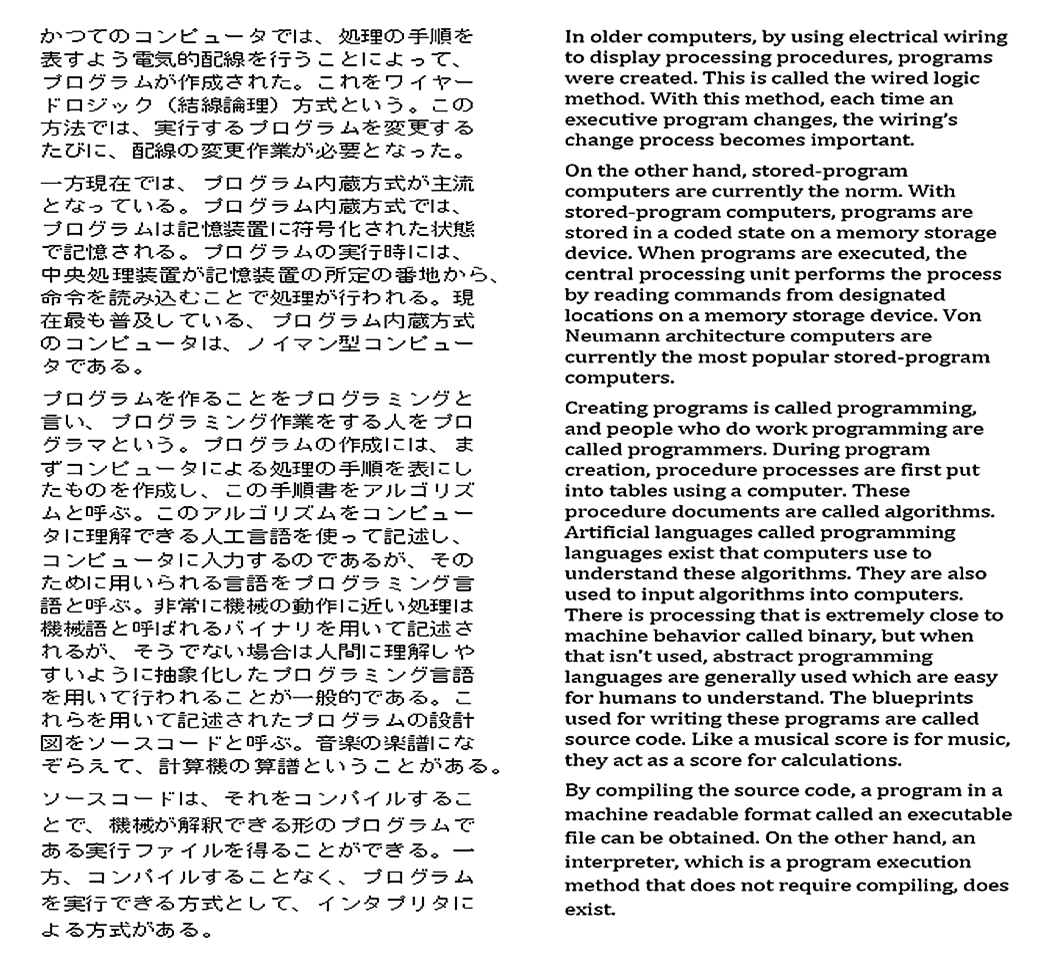 かつてのコンピュータでは、処理の手順を
表すよう電気的配線を行うことによって、
プログラムが作成された。これをワイヤー
ドロジック（結線論理）方式という。この
方法では、実行するプログラムを変更する
たびに、配線の変更作業が必要となった。
一方現在では、プログラム内蔵方式が主流
となっている。プログラム内蔵方式では、
プログラムは記憶装置に符号化された状態
で記憶される。プログラムの実行時には、
中央処理装置が記憶装置の所定の番地から、
命令を読み込むことで処理が行われる。現
在最も普及している、プログラム内蔵方式
のコンピュータは、ノイマン型コンピュー
タである。
プログラムを作ることをプログラミングと
言い、プログラミング作業をする人をプロ
グラマという。プログラムの作成には、ま
ずコンピュータによる処理の手順を表にし
たものを作成し、この手順書をアルゴリズ
ムと呼ぶ。このアルゴリズムをコンピュー
タに理解できる人工言語を使って記述し、
コンピュータに入力するのであるが、その
ために用いられる言語をプログラミング言
語と呼ぶ。非常に機械の動作に近い処理は
機械語と呼ばれるバイナリを用いて記述さ
れるが、そうでない場合は人間に理解しや
すいように抽象化したプログラミング言語
を用いて行われることが一般的である。こ
れらを用いて記述されたプログラムの設計
図をソースコードと呼ぶ。音楽の楽譜にな
ぞらえて、計算機の算譜ということがある。
ソースコードは、それをコンパイルするこ
とで、機械が解釈できる形のプログラムで
ある実行ファイルを得ることができる。一
方、コンパイルすることなく、プログラム
を実行できる方式として、インタプリタに
よる方式がある。
In older computers, by using electrical wiring
to display processing procedures, programs
were created. This is called the wired logic
method. With this method, each time an
executive program changes, the wiring's
change process becomes important.
On the other hand, stored-program
computers are currently the norm. With
stored-program computers, programs are
stored in a coded state on a memory storage
device. When programs are executed, the
central processing unit performs the process
by reading commands from designated
locations on a memory storage device. Von
Neumann architecture computers are
currently the most popular stored-program
computers.
Creating programs is called programming,
and people who do work programming are
called programmers. During program
creation, procedure processes are first put
into tables using a computer. These
procedure documents are called algorithms.
Artificial languages called programming
languages exist that computers use to
understand these algorithms. They are also
used to input algorithms into computers.
There is processing that is extremely close to
machine behavior called binary, but when
that isn't used, abstract programming
languages are generally used which are easy
for humans to understand. The blueprints
used for writing these programs are called
source code. Like a musical score is for music,
they act as a score for calculations.
By compiling the source code, a program in a
machine readable format called an executable
file can be obtained. On the other hand, an
interpreter, which is a program execution
method that does not require compiling, does
exist.